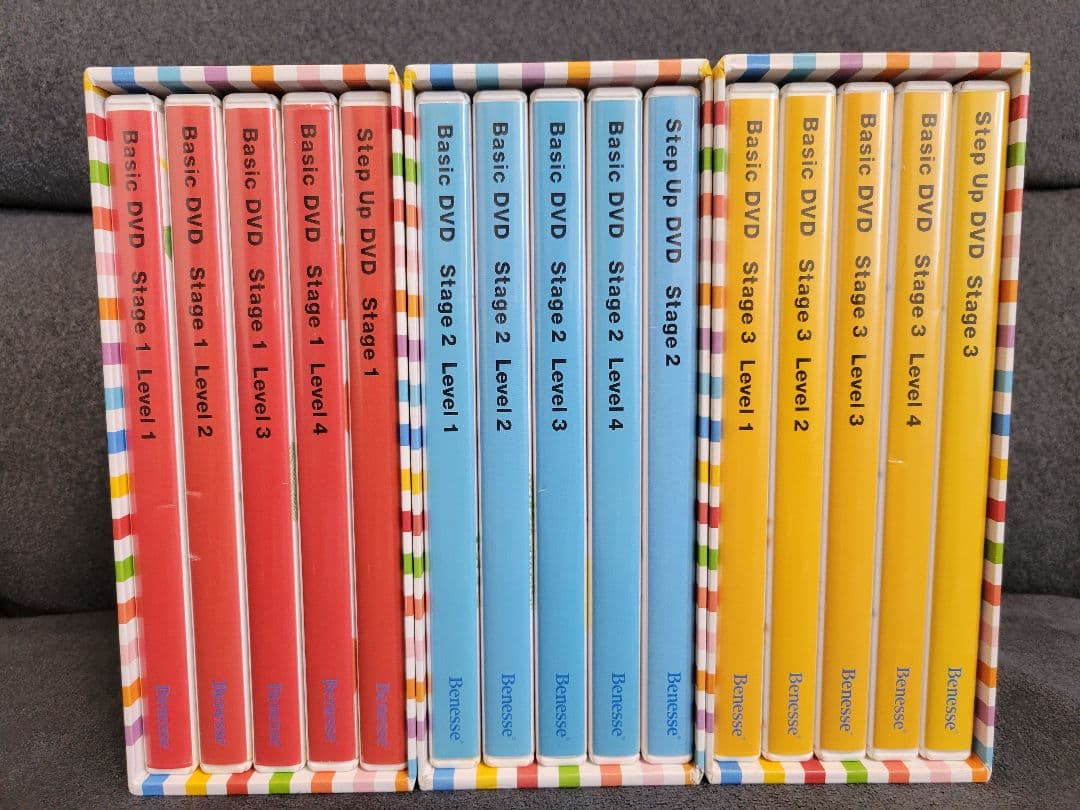 Basic DVD Stage 1 Level 1 Benesse
Basic DVD Stage 1 Level 2 Benesse
Basic DVD Stage 1 Level 3 Benesse
Basic DVD Stage 1 Level 4 Benesse
Step Up DVD Stage 1 Benesse
Basic DVD Stage 2 Level 1 Benesse
Basic DVD Stage 2 Level 2 Benesse
Basic DVD Stage 2 Level 3 Benesse
Basic DVD Stage 2 Level 4 Benesse
Step Up DVD Stage 2 Benesse
Basic DVD Stage 3 Level 1 Benesse
Basic DVD Stage 3 Level 2 Benesse
Basic DVD Stage 3 Level 3 Benesse
Basic DVD Stage 3 Level 4 Benesse
Step Up DVD Stage 3 Benesse